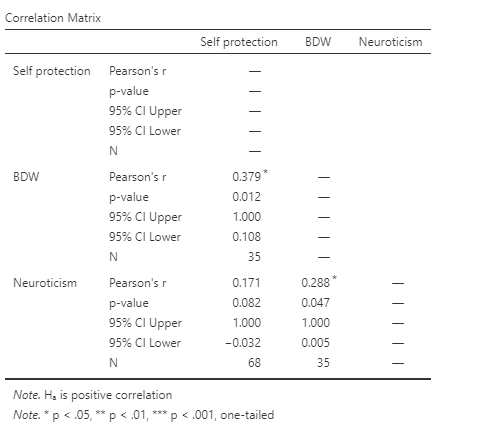 Correlation Matrix
Self protection BDW Neuroticism
Self protection Pearson's r —
p-value —
95% CI Upper —
95% CI Lower —
N —
BDW Pearson's r 0.379 * —
p-value 0.012 —
95% CI Upper 1.000 —
95% CI Lower 0.108 —
N 35 —
Neuroticism Pearson's r 0.171 0.288 * —
p-value 0.082 0.047 —
95% CI Upper 1.000 1.000 —
95% CI Lower −0.032 0.005 —
N 68 35 —
Note. Hₐ is positive correlation
Note. * p < .05, ** p < .01, *** p < .001, one-tailed